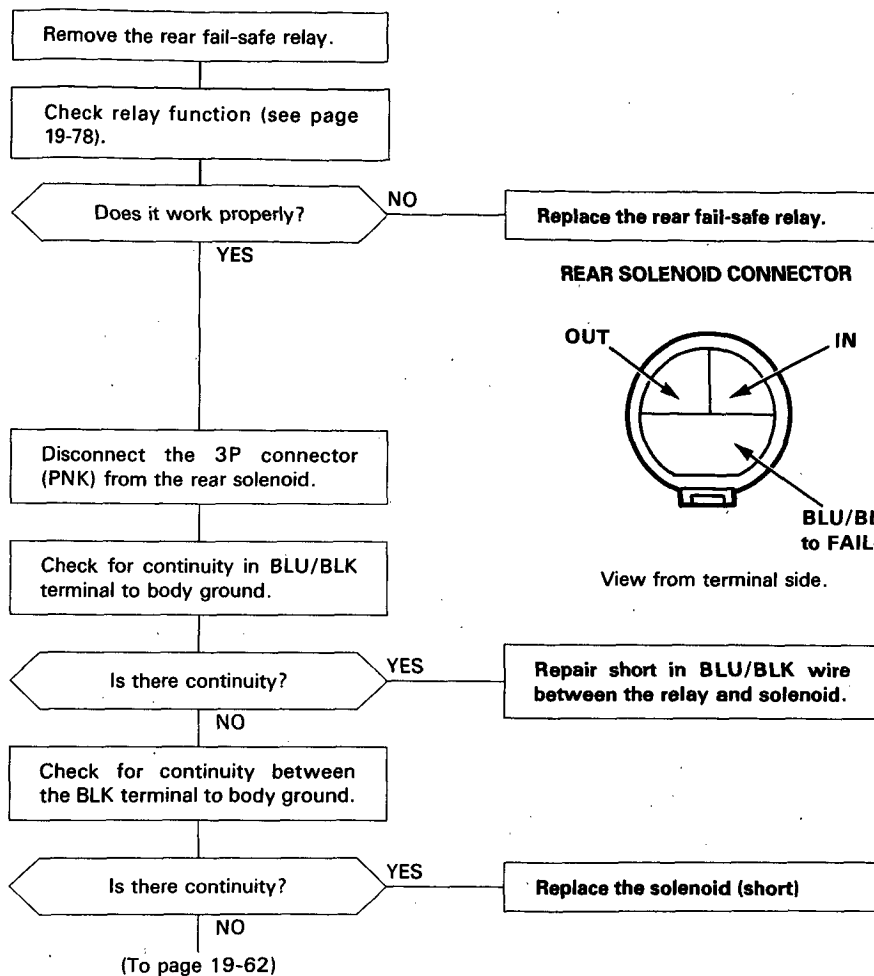 Remove the rear fail-safe relay.
Check relay function (see page
19-78).
Does it work properly?
NO
Replace the rear fail-safe relay.
YES
REAR SOLENOID CONNECTOR
OUT
IN
Disconnect the 3P connector
(PNK) from the rear solenoid.
BLU/BL
to FAIL-
View from terminal side.
Check for continuity in BLU/BLK
terminal to body ground.
Is there continuity?
YES
Repair short in BLU/BLK wire
between the relay and solenoid.
NO
Check for continuity between
the BLK terminal to body ground.
Is there continuity?
YES
Replace the solenoid (short)
NO
(To page 19-62)